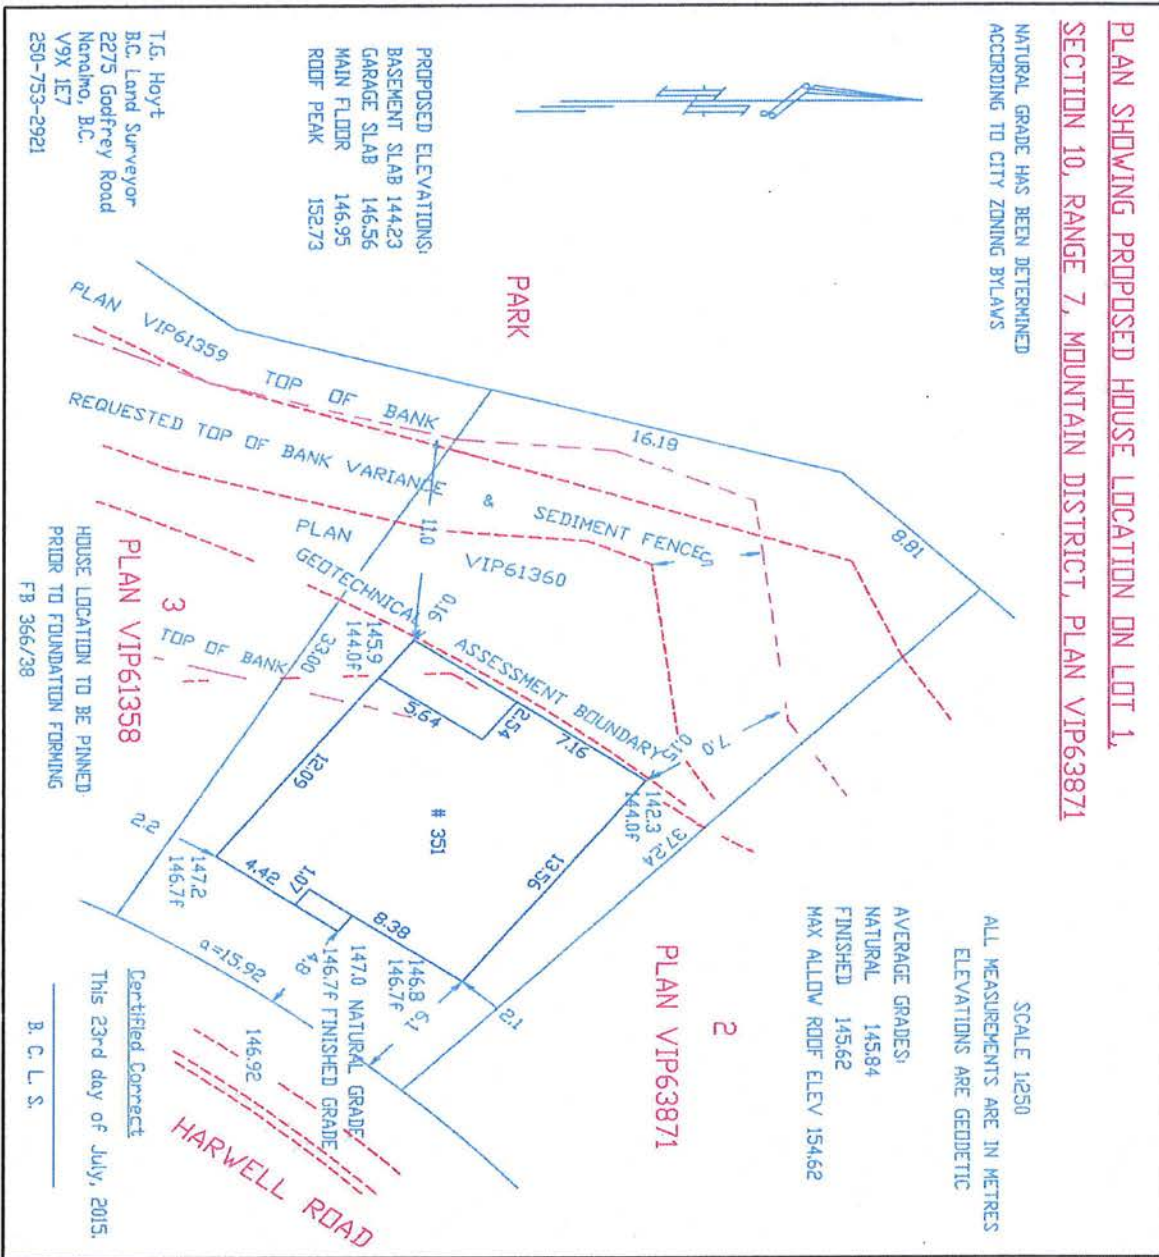 PLAN SHOWING PROPOSED HOUSE LOCATION ON LOT 1,
SECTION 10, RANGE 7, MOUNTAIN DISTRICT, PLAN VIP63871
NATURAL GRADE HAS BEEN DETERMINED
ACCORDING TO CITY ZONING BYLAWS
SCALE 1:250
ALL MEASUREMENTS ARE IN METRES
ELEVATIONS ARE GEODETIC
AVERAGE GRADES:
NATURAL 145.84
FINISHED 145.62
MAX ALLOW ROOF ELEV 154.62
8.81
16.19
PARK
37.24
2
PLAN VIP63871
PROPOSED ELEVATIONS:
BASEMENT SLAB 144.23
GARAGE SLAB 146.56
MAIN FLOOR 146.95
ROOF PEAK 152.73
7.0
5
0.15
142.3
144.0f
13.56
2.1
6.1
146.8
146.7f
147.0 NATURAL GRADE
146.7f FINISHED GRADE
TOP OF BANK
REQUESTED TOP OF BANK VARIANCE & SEDIMENT FENCE
PLAN VIP61359
PLAN VIP61360
GEOTECHNICAL ASSESSMENT BOUNDARY
11.0
0.16
7.16
2.54
5.64
145.9
144.0f
# 351
8.38
1.07
4.42
4.8
12.09
33.00
TOP OF BANK
3
PLAN VIP61358
2.2
147.2
146.7f
a=15.92
146.92
HARWELL ROAD
HOUSE LOCATION TO BE PINNED
PRIOR TO FOUNDATION FORMING
FB 366/38
T.G. Hoyt
B.C. Land Surveyor
2275 Godfrey Road
Nanaimo, B.C.
V9X 1E7
250-753-2921
Certified Correct
This 23rd day of July, 2015.
B. C. L. S.